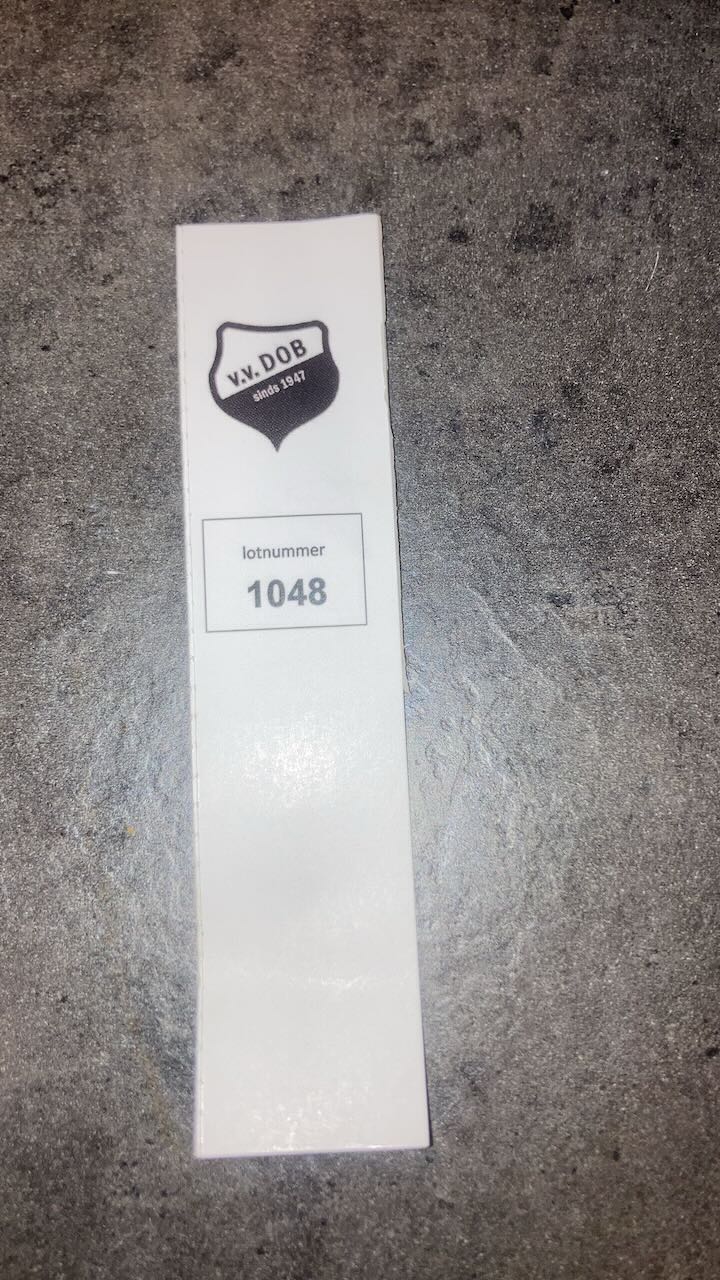 v.v. DOB
sinds 1947
lotnummer
1048